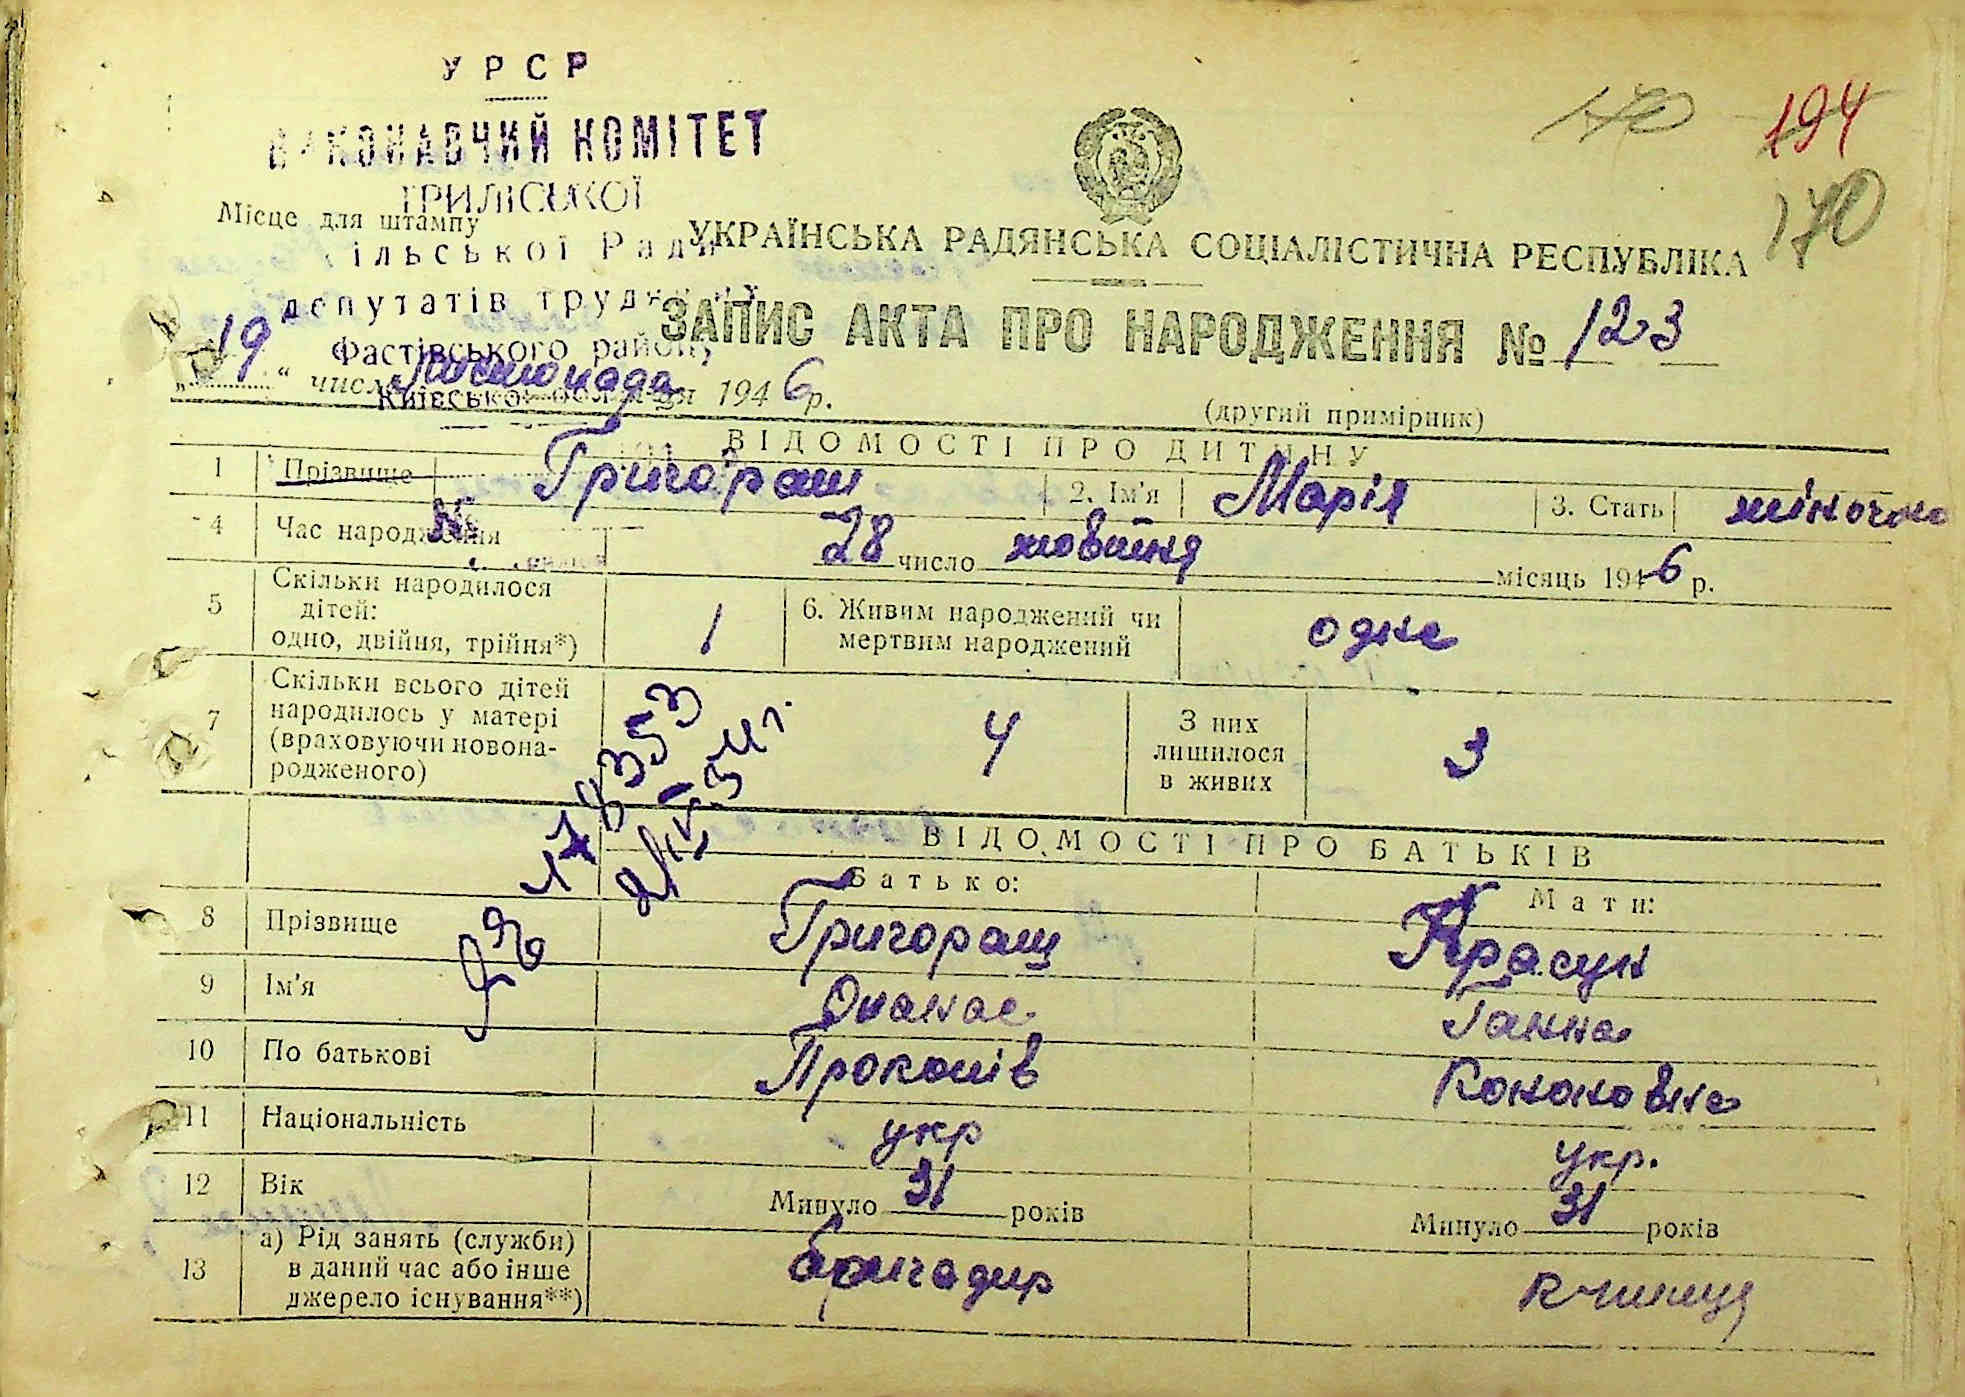 У Р С Р
ВИКОНАВЧИЙ КОМІТЕТ
ТРИЛІСЬКОЇ
Місце для штампу
ільської Ради
депутатів трудящих
Фастівського району
Київської області
170 194
170
УКРАЇНСЬКА РАДЯНСЬКА СОЦІАЛІСТИЧНА РЕСПУБЛІКА
ЗАПИС АКТА ПРО НАРОДЖЕННЯ № 123
„19“ числа Листопада місяця 1946 р.
(другий примірник)
ВІДОМОСТІ ПРО ДИТИНУ
1 Прізвище Григораш 2. Ім'я Марія 3. Стать жіноча
4 Час народження 28 число жовтня місяць 1946 р.
5 Скільки народилося дітей: одно, двійня, трійня*) 1 6. Живим народжений чи мертвим народжений одне
7 Скільки всього дітей народилось у матері (враховуючи новонародженого) 4 З них лишилося в живих 3
178353
ВІДОМОСТІ ПРО БАТЬКІВ
Батько: Мати:
8 Прізвище Григораш Красун
9 Ім'я Опанас Ганна
10 По батькові Прокопів Кононовна
11 Національність укр укр.
12 Вік Минуло 31 років Минуло 31 років
13 а) Рід занять (служби) в даний час або інше джерело існування**) бригадир